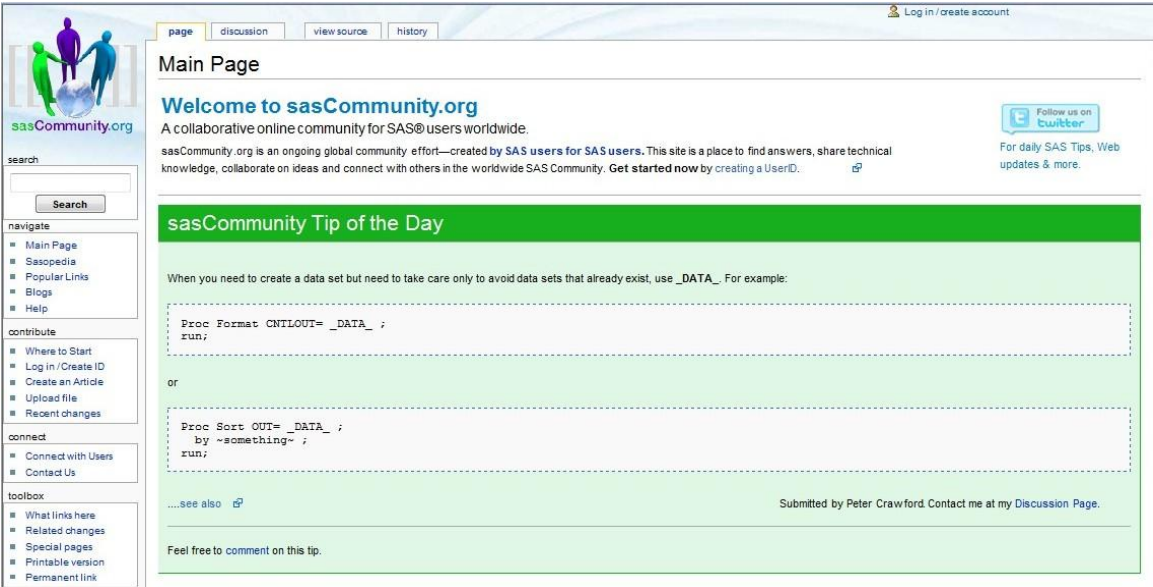 Log in / create account
page discussion view source history
Main Page
Welcome to sasCommunity.org
A collaborative online community for SAS® users worldwide.
sasCommunity.org is an ongoing global community effort—created by SAS users for SAS users. This site is a place to find answers, share technical
knowledge, collaborate on ideas and connect with others in the worldwide SAS Community. Get started now by creating a UserID.
Follow us on
twitter
For daily SAS Tips, Web
updates & more.
sasCommunity.org
search
Search
navigate
Main Page
Sasopedia
Popular Links
Blogs
Help
contribute
Where to Start
Log in / Create ID
Create an Article
Upload file
Recent changes
connect
Connect with Users
Contact Us
toolbox
What links here
Related changes
Special pages
Printable version
Permanent link
sasCommunity Tip of the Day
When you need to create a data set but need to take care only to avoid data sets that already exist, use _DATA_. For example:
Proc Format CNTLOUT= _DATA_ ;
run;
or
Proc Sort OUT= _DATA_ ;
by ~something~ ;
run;
....see also
Submitted by Peter Crawford. Contact me at my Discussion Page.
Feel free to comment on this tip.